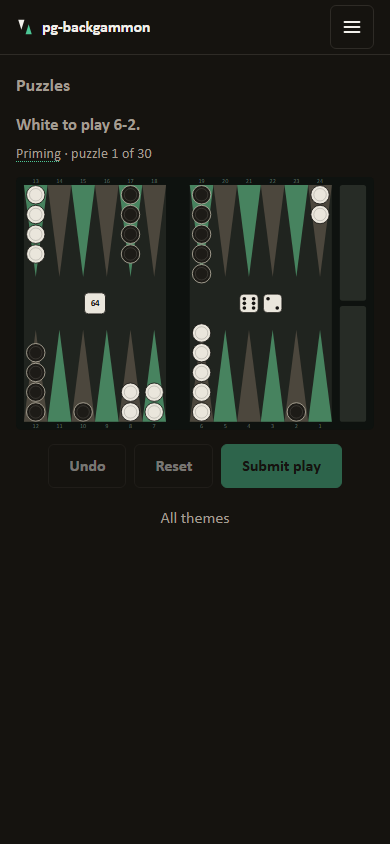 pg-backgammon
Puzzles
White to play 6-2.
Priming · puzzle 1 of 30
13 14 15 16 17 18 19 20 21 22 23 24
64
12 11 10 9 8 7 6 5 4 3 2 1
Undo Reset Submit play
All themes